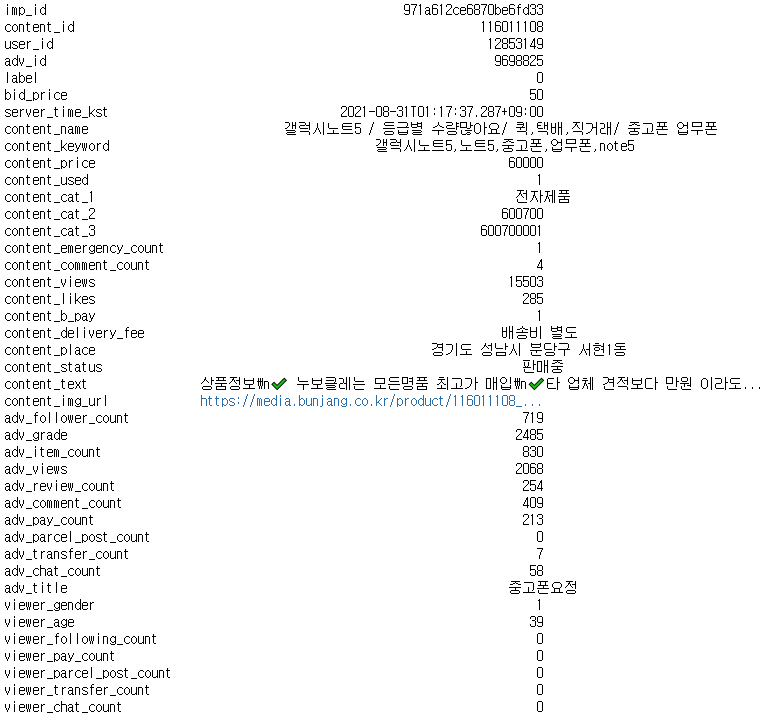 imp_id 971a612ce6870be6fd33
content_id 116011108
user_id 12853149
adv_id 9698825
label 0
bid_price 50
server_time_kst 2021-08-31T01:17:37.287+09:00
content_name 갤럭시노트5 / 등급별 수량많아요/ 퀵,택배,직거래/ 중고폰 업무폰
content_keyword 갤럭시노트5,노트5,중고폰,업무폰,note5
content_price 60000
content_used 1
content_cat_1 전자제품
content_cat_2 600700
content_cat_3 600700001
content_emergency_count 1
content_comment_count 4
content_views 15503
content_likes 285
content_b_pay 1
content_delivery_fee 배송비 별도
content_place 경기도 성남시 분당구 서현1동
content_status 판매중
content_text 상품정보₩n✔ 누보클레는 모든명품 최고가 매입₩n✔타 업체 견적보다 만원 이라도...
content_img_url https://media.bunjang.co.kr/product/116011108_...
adv_follower_count 719
adv_grade 2485
adv_item_count 830
adv_views 2068
adv_review_count 254
adv_comment_count 409
adv_pay_count 213
adv_parcel_post_count 0
adv_transfer_count 7
adv_chat_count 58
adv_title 중고폰요정
viewer_gender 1
viewer_age 39
viewer_following_count 0
viewer_pay_count 0
viewer_parcel_post_count 0
viewer_transfer_count 0
viewer_chat_count 0